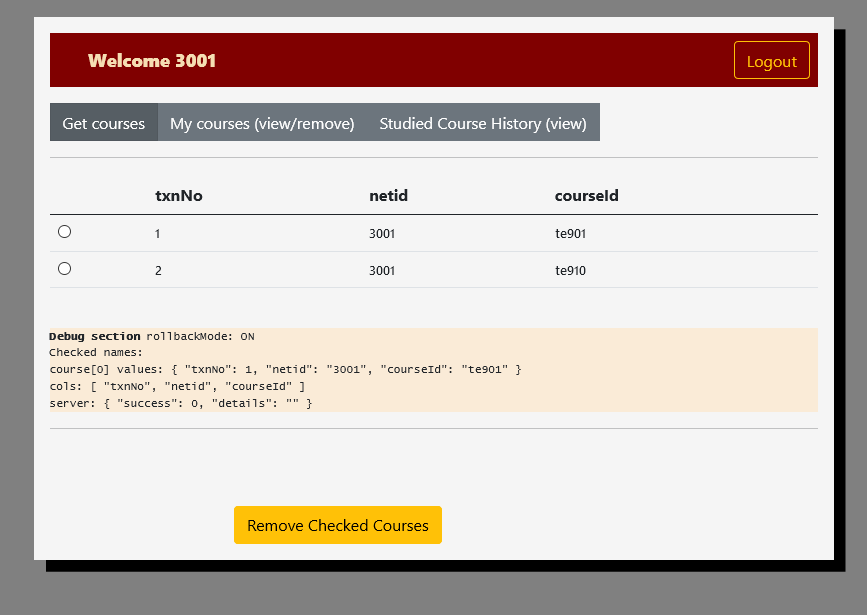 Welcome 3001
Logout
Get courses My courses (view/remove) Studied Course History (view)
txnNo netid courseId
1 3001 te901
2 3001 te910
Debug section rollbackMode: ON
Checked names:
course[0] values: { "txnNo": 1, "netid": "3001", "courseId": "te901" }
cols: [ "txnNo", "netid", "courseId" ]
server: { "success": 0, "details": "" }
Remove Checked Courses